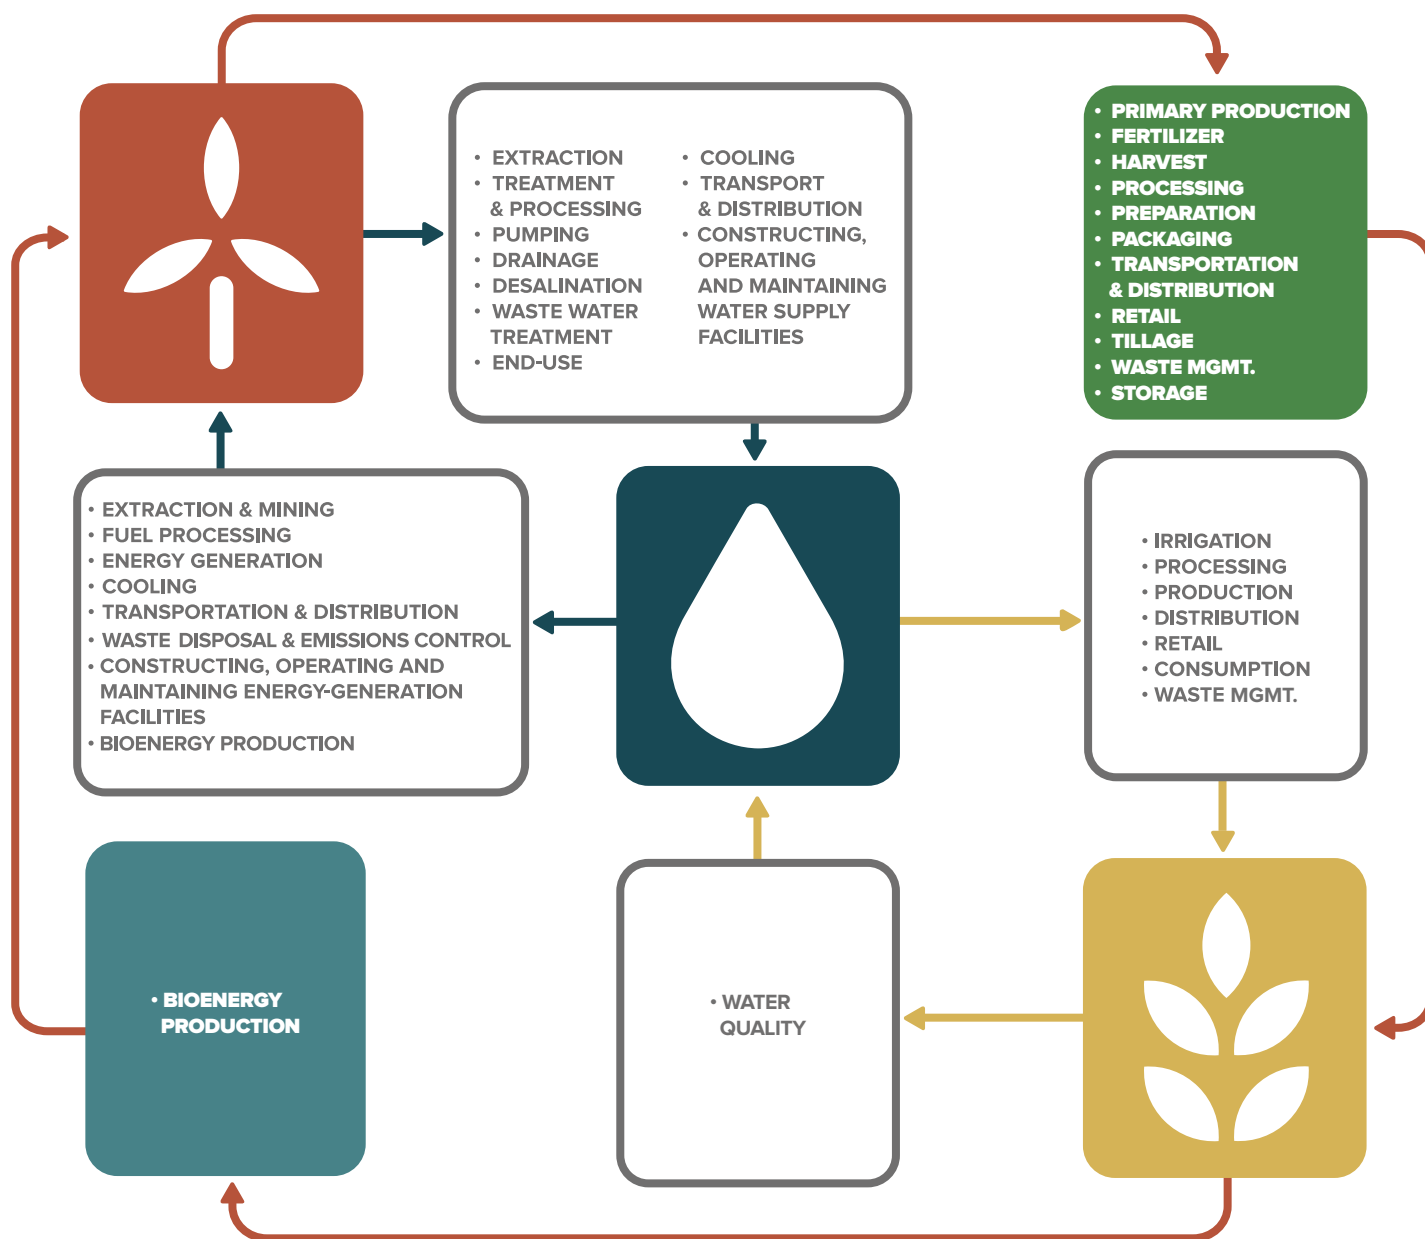 • EXTRACTION
• TREATMENT
& PROCESSING
• PUMPING
• DRAINAGE
• DESALINATION
• WASTE WATER
TREATMENT
• END-USE
• COOLING
• TRANSPORT
& DISTRIBUTION
• CONSTRUCTING,
OPERATING
AND MAINTAINING
WATER SUPPLY
FACILITIES
• PRIMARY PRODUCTION
• FERTILIZER
• HARVEST
• PROCESSING
• PREPARATION
• PACKAGING
• TRANSPORTATION
& DISTRIBUTION
• RETAIL
• TILLAGE
• WASTE MGMT.
• STORAGE
• EXTRACTION & MINING
• FUEL PROCESSING
• ENERGY GENERATION
• COOLING
• TRANSPORTATION & DISTRIBUTION
• WASTE DISPOSAL & EMISSIONS CONTROL
• CONSTRUCTING, OPERATING AND
MAINTAINING ENERGY-GENERATION
FACILITIES
• BIOENERGY PRODUCTION
• IRRIGATION
• PROCESSING
• PRODUCTION
• DISTRIBUTION
• RETAIL
• CONSUMPTION
• WASTE MGMT.
• BIOENERGY
PRODUCTION
• WATER
QUALITY